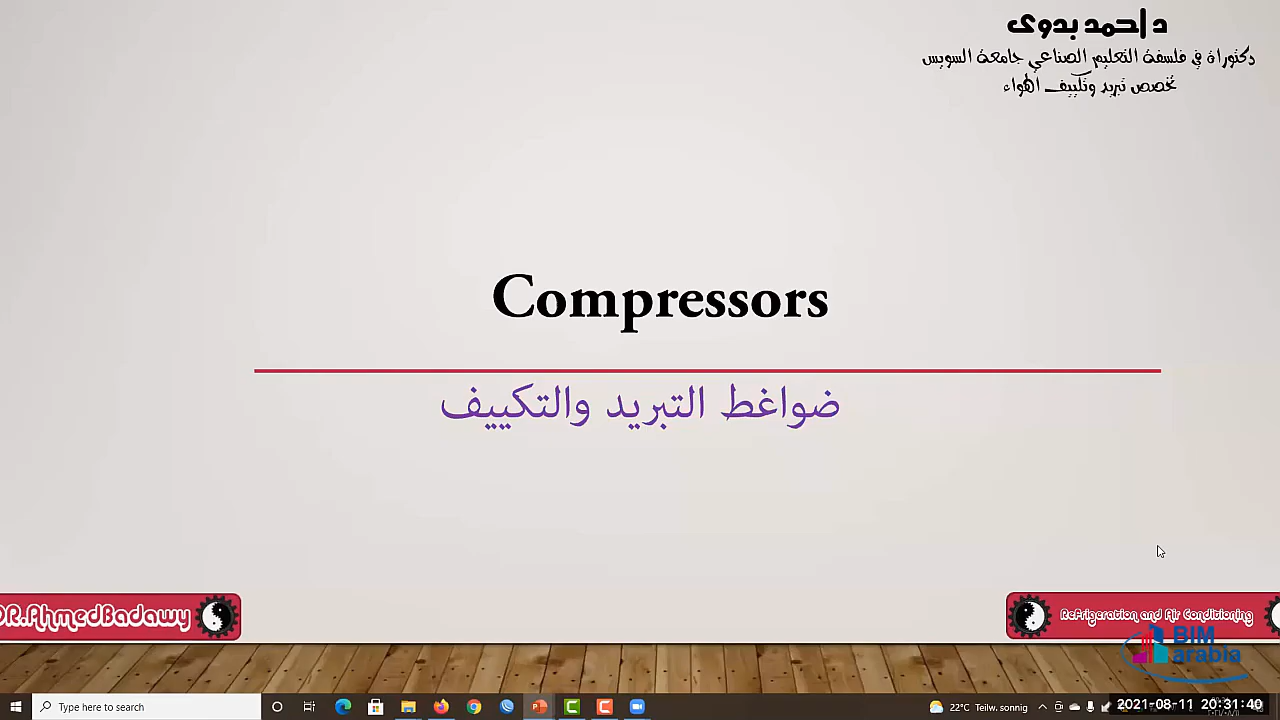 د/احمد بدوى
دكتوراة في فلسفة التعليم الصناعي جامعة السويس
تخصص تبريد وتكييف الهواء
Compressors
ضواغط التبريد والتكييف
DR.AhmedBadawy
Refrigeration and Air Conditioning
BIM
arabia
Type here to search
22°C Teilw. sonnig
2021-08-11 20:31:40